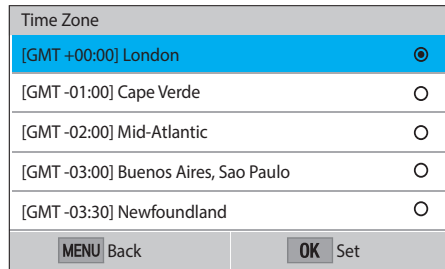 Time Zone
[GMT +00:00] London
[GMT -01:00] Cape Verde
[GMT -02:00] Mid-Atlantic
[GMT -03:00] Buenos Aires, Sao Paulo
[GMT -03:30] Newfoundland
MENU Back OK Set